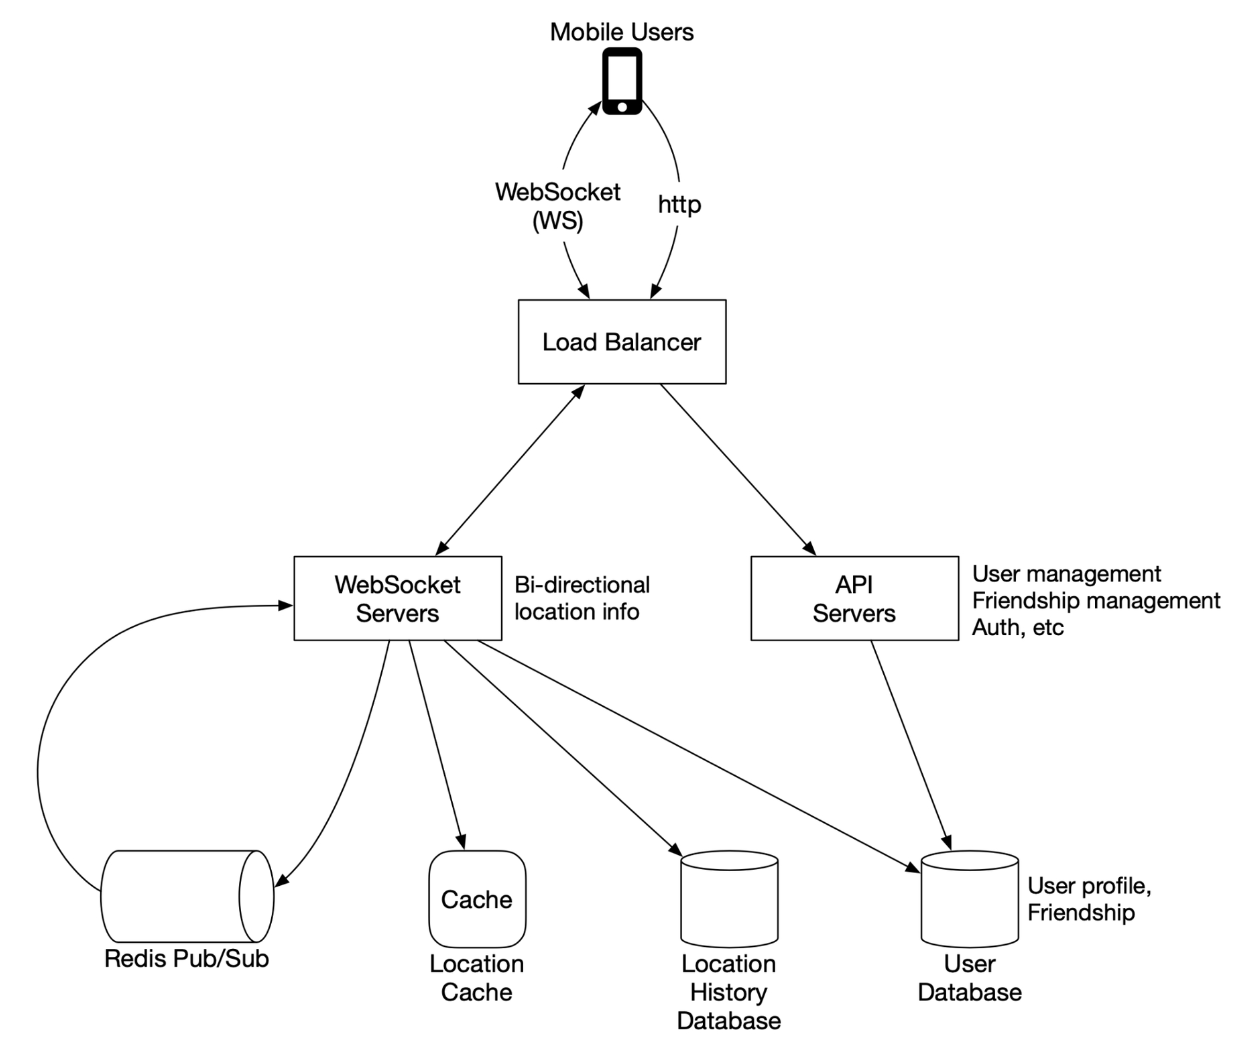 Mobile Users
WebSocket
(WS)
http
Load Balancer
WebSocket
Servers
Bi-directional
location info
API
Servers
User management
Friendship management
Auth, etc
Redis Pub/Sub
Cache
Location
Cache
Location
History
Database
User
Database
User profile,
Friendship